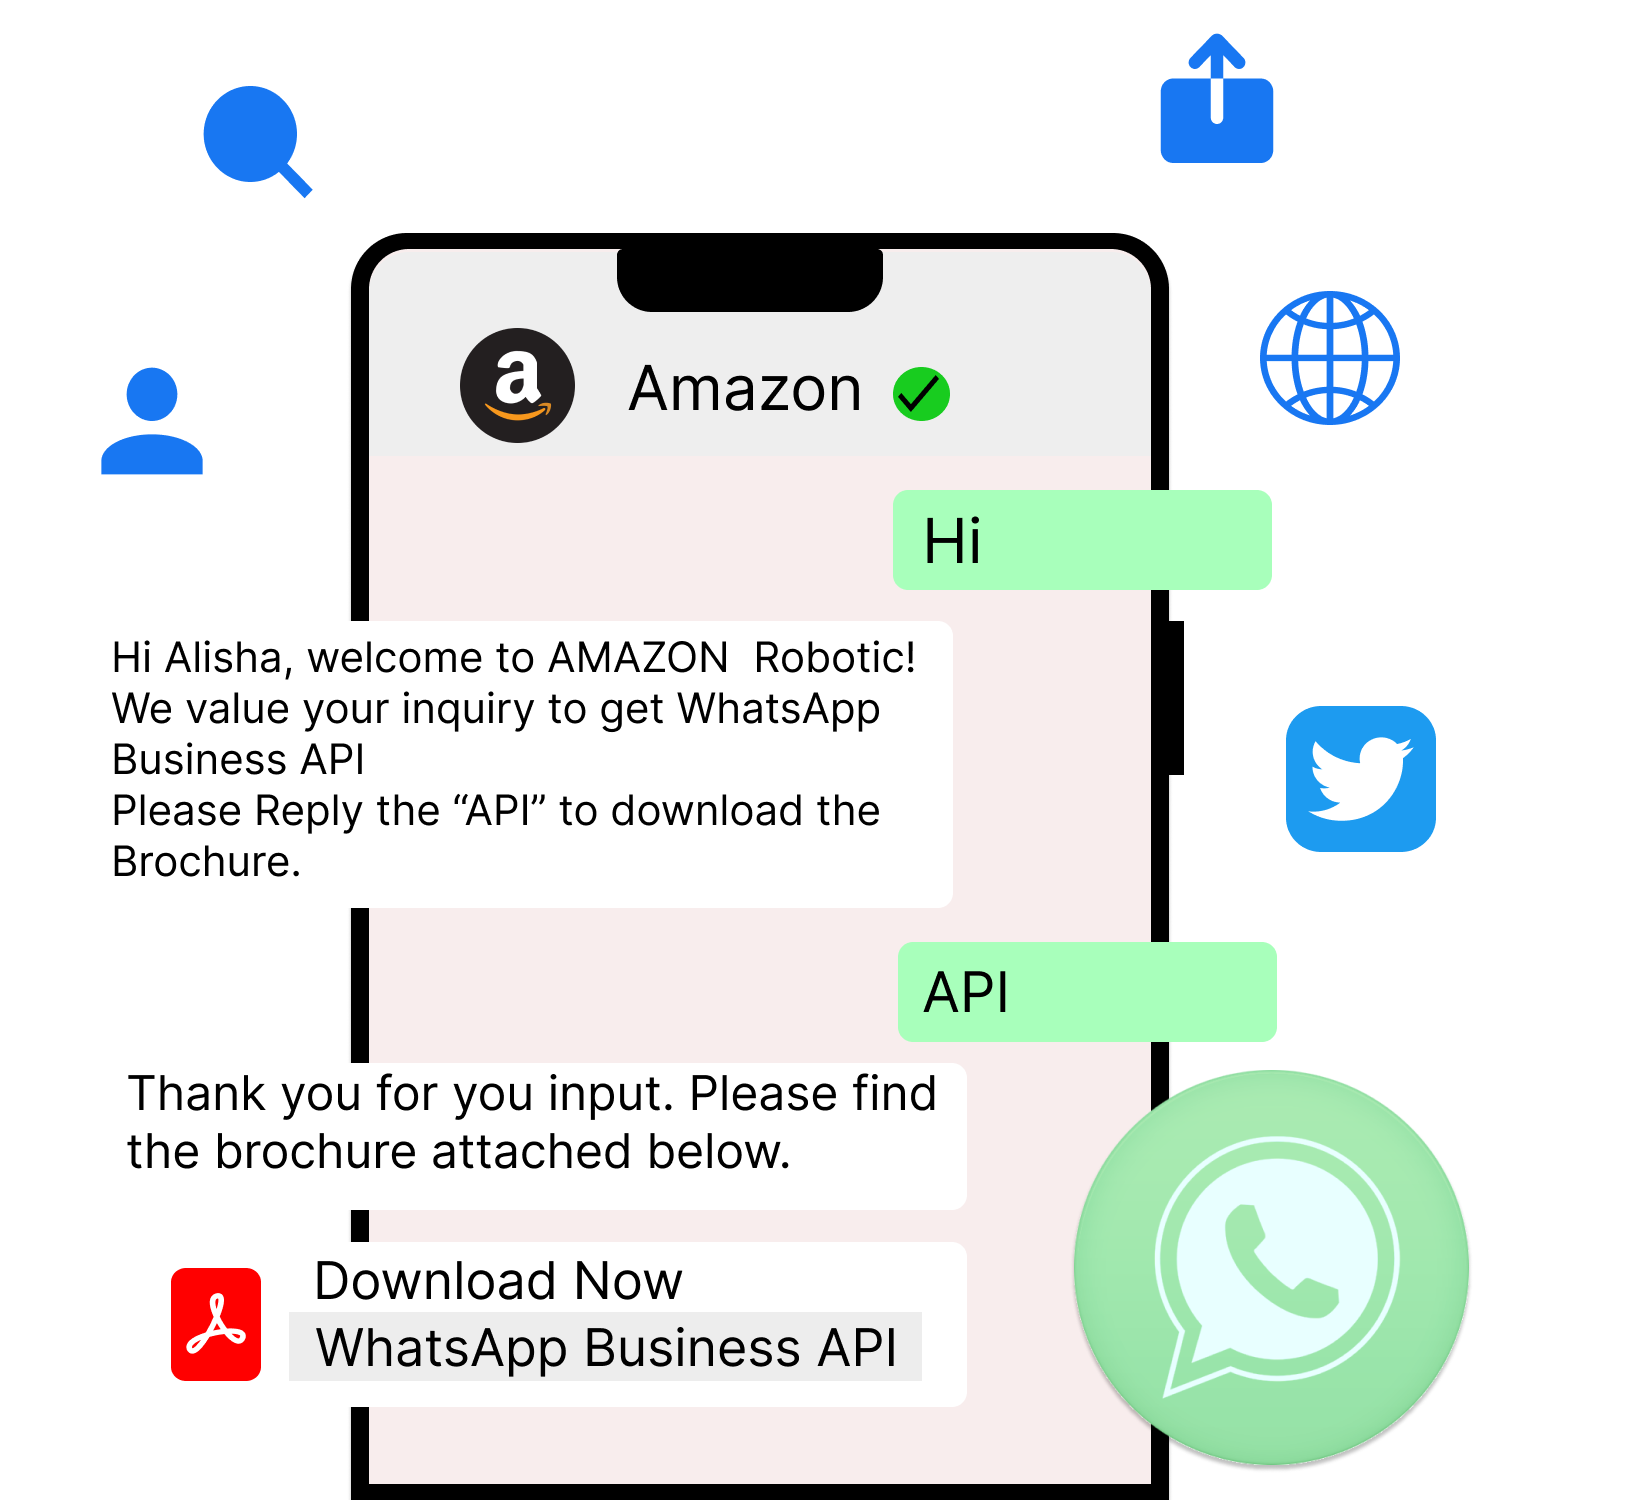 Amazon
Hi
Hi Alisha, welcome to AMAZON  Robotic!
We value your inquiry to get WhatsApp
Business API
Please Reply the “API” to download the
Brochure.
API
Thank you for you input. Please find
the brochure attached below.
Download Now
WhatsApp Business API